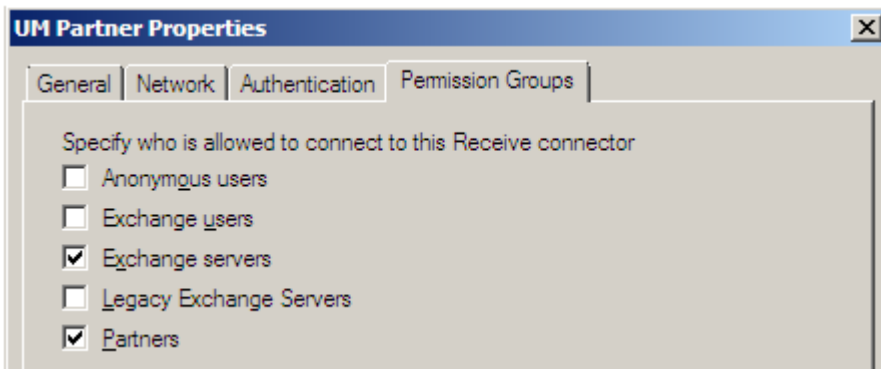 UM Partner Properties
General Network Authentication Permission Groups
Specify who is allowed to connect to this Receive connector
Anonymous users
Exchange users
Exchange servers
Legacy Exchange Servers
Partners